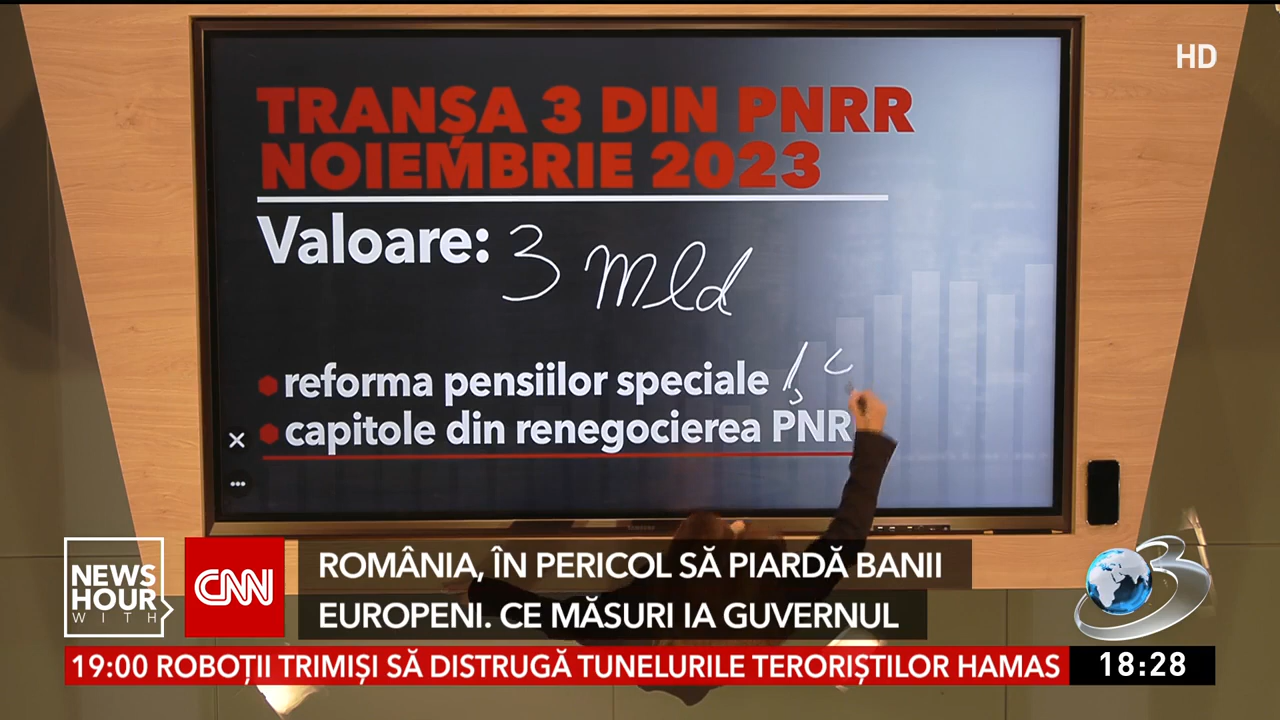 HD
TRANȘA 3 DIN PNRR
NOIEMBRIE 2023
Valoare: 3 mld
reforma pensiilor speciale
capitole din renegocierea PNR
NEWS
HOUR
WITH
CNN
ROMÂNIA, ÎN PERICOL SĂ PIARDĂ BANII
EUROPENI. CE MĂSURI IA GUVERNUL
3
19:00 ROBOȚII TRIMIȘI SĂ DISTRUGĂ TUNELURILE TERORIȘTILOR HAMAS
18:28